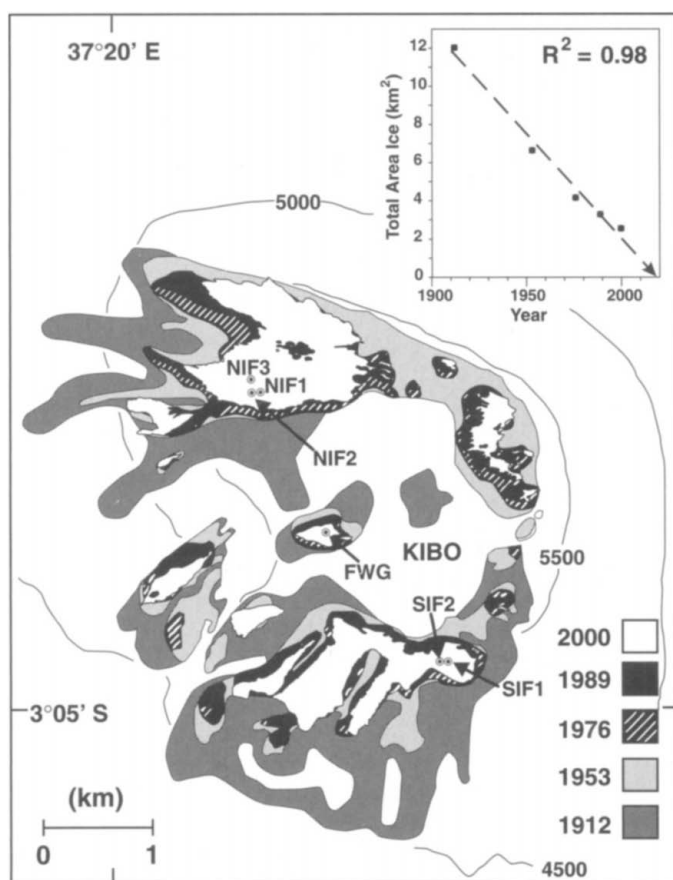 37°20' E
R² = 0.98
Total Area Ice (km²)
12
10
8
6
4
2
0
1900
1950
2000
Year
5000
NIF3
NIF1
NIF2
KIBO
FWG
5500
SIF2
SIF1
2000
1989
1976
1953
1912
3°05' S
(km)
0 1
4500